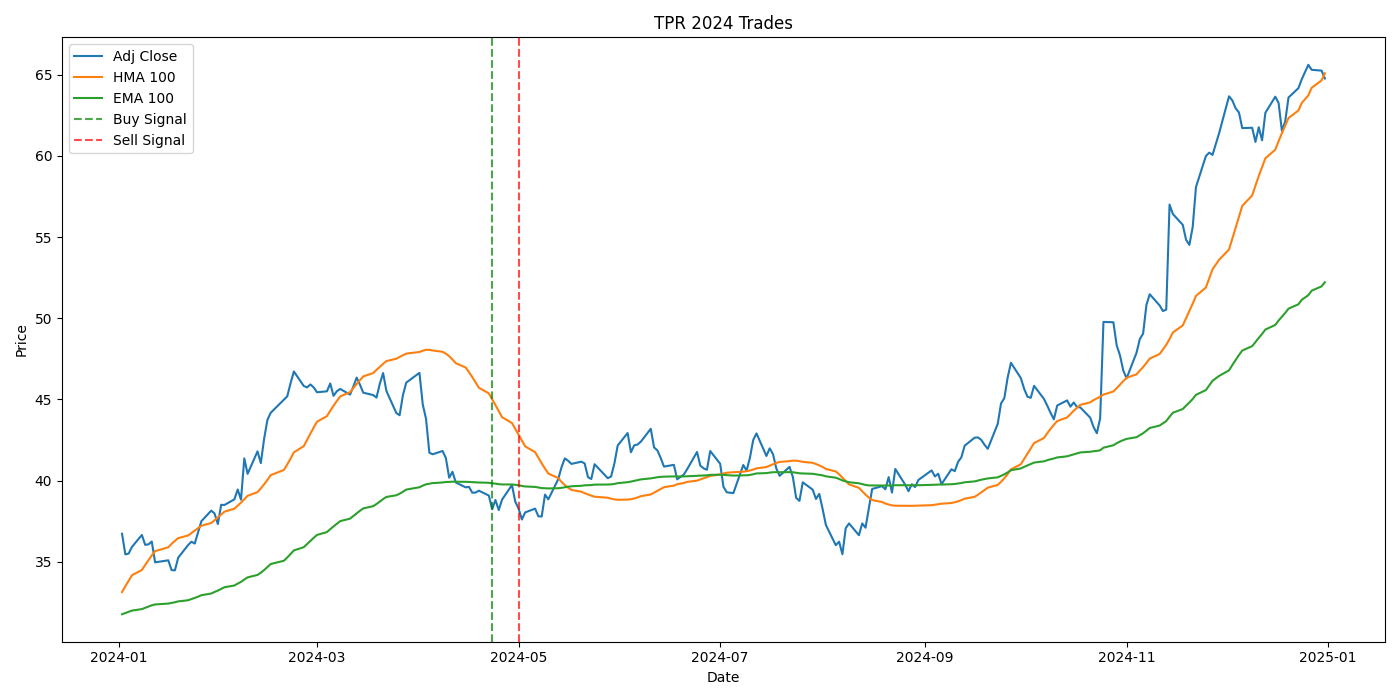 TPR 2024 Trades
Adj Close
HMA 100
EMA 100
Buy Signal
Sell Signal
Price
65
60
55
50
45
40
35
2024-01
2024-03
2024-05
2024-07
2024-09
2024-11
2025-01
Date